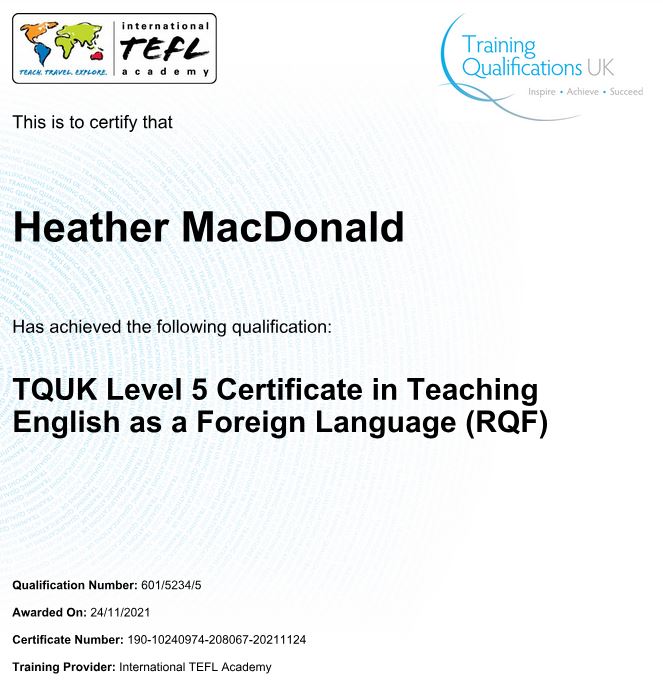 international
TEFL
TEACH. TRAVEL. EXPLORE.
academy
Training
Qualifications UK
Inspire • Achieve • Succeed
This is to certify that
Heather MacDonald
Has achieved the following qualification:
TQUK Level 5 Certificate in Teaching
English as a Foreign Language (RQF)
Qualification Number: 601/5234/5
Awarded On: 24/11/2021
Certificate Number: 190-10240974-208067-20211124
Training Provider: International TEFL Academy